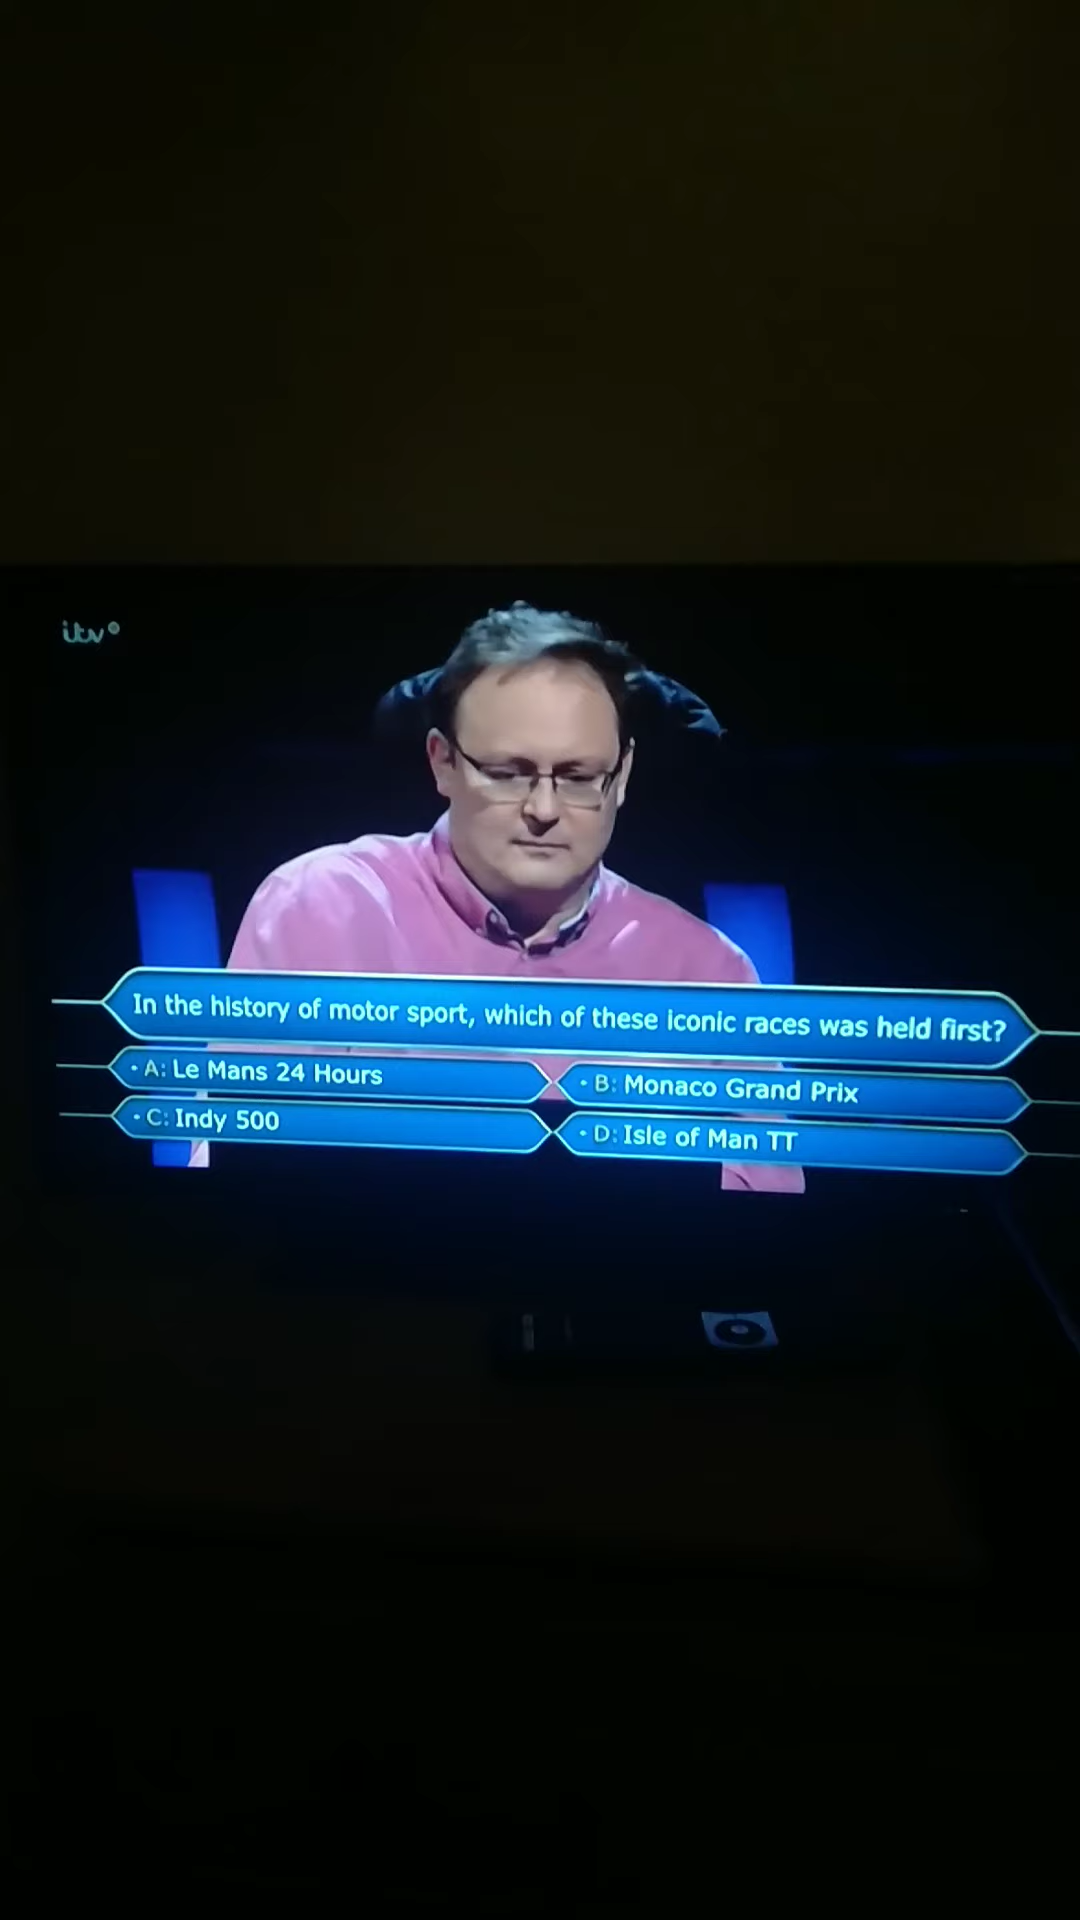 itv
In the history of motor sport, which of these iconic races was held first?
• A: Le Mans 24 Hours
• B: Monaco Grand Prix
• C: Indy 500
• D: Isle of Man TT